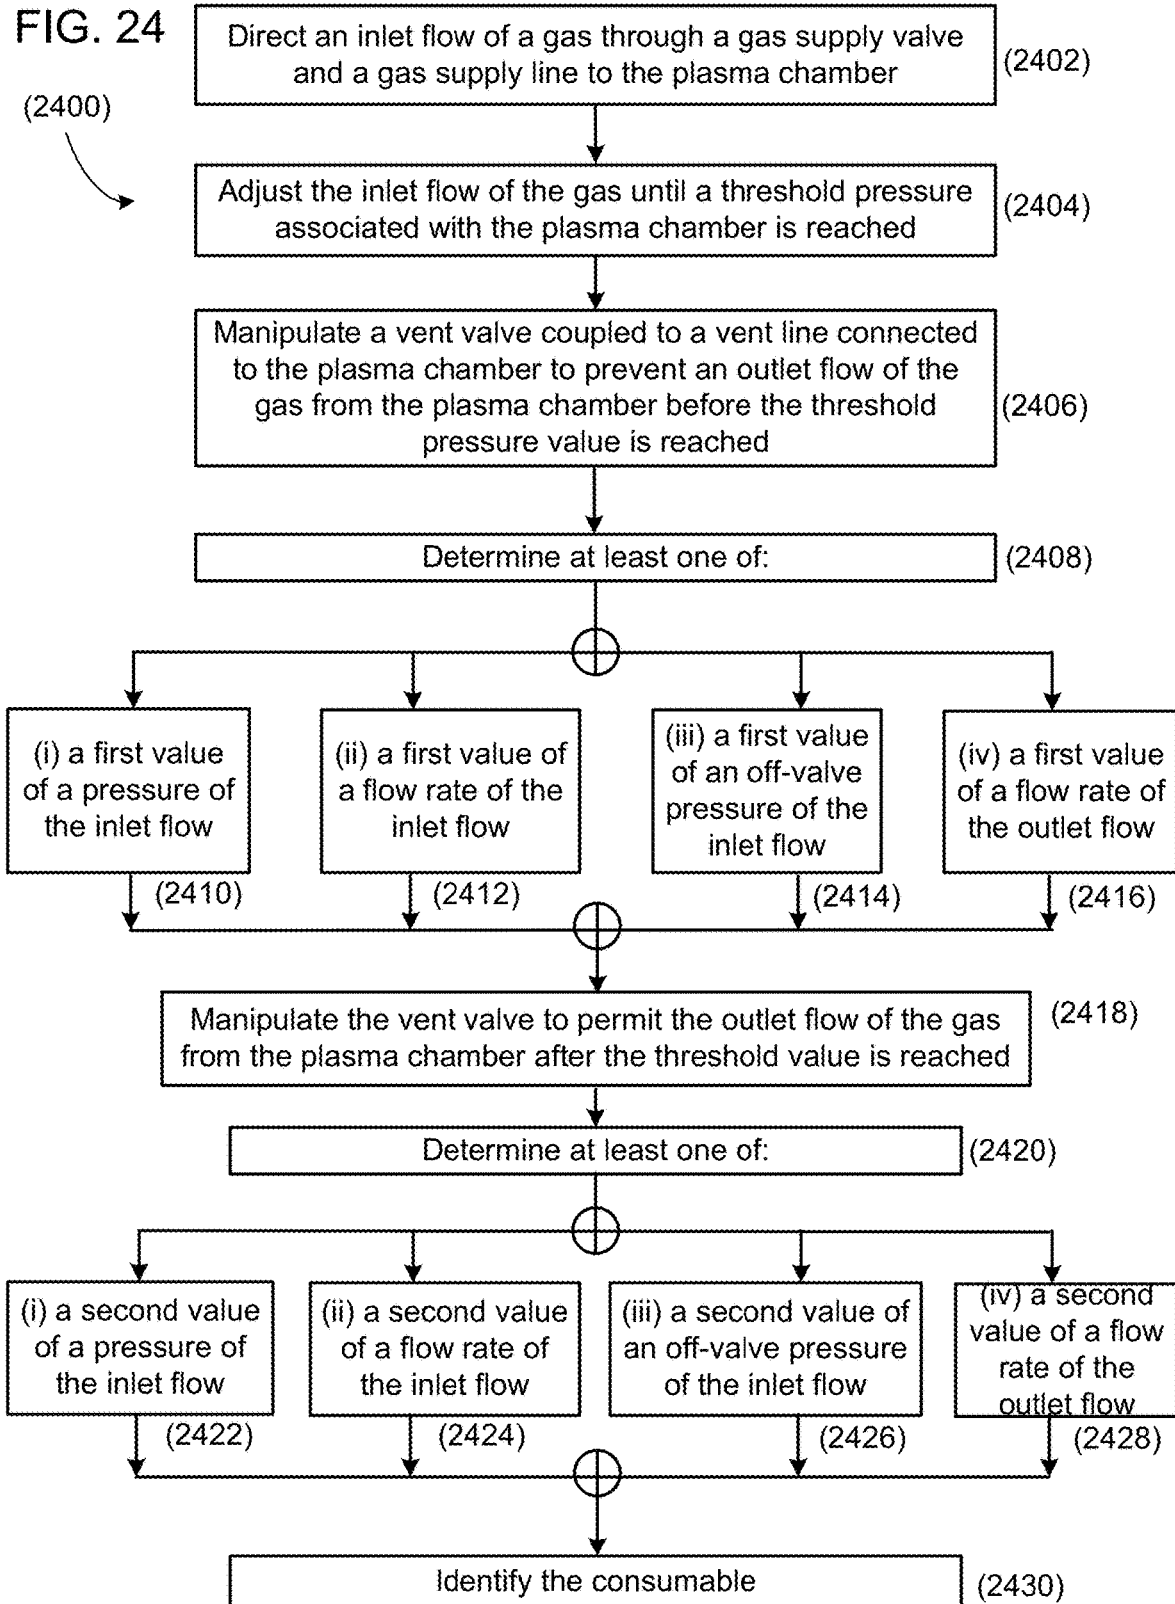 FIG. 24
(2400)
Direct an inlet flow of a gas through a gas supply valve
and a gas supply line to the plasma chamber
(2402)
Adjust the inlet flow of the gas until a threshold pressure
associated with the plasma chamber is reached
(2404)
Manipulate a vent valve coupled to a vent line connected
to the plasma chamber to prevent an outlet flow of the
gas from the plasma chamber before the threshold
pressure value is reached
(2406)
Determine at least one of:
(2408)
(i) a first value
of a pressure of
the inlet flow
(2410)
(ii) a first value of
a flow rate of the
inlet flow
(2412)
(iii) a first value
of an off-valve
pressure of the
inlet flow
(2414)
(iv) a first value
of a flow rate of
the outlet flow
(2416)
Manipulate the vent valve to permit the outlet flow of the gas
from the plasma chamber after the threshold value is reached
(2418)
Determine at least one of:
(2420)
(i) a second value
of a pressure of
the inlet flow
(2422)
(ii) a second value
of a flow rate of
the inlet flow
(2424)
(iii) a second value of
an off-valve pressure
of the inlet flow
(2426)
(iv) a second
value of a flow
rate of the
outlet flow
(2428)
Identify the consumable
(2430)